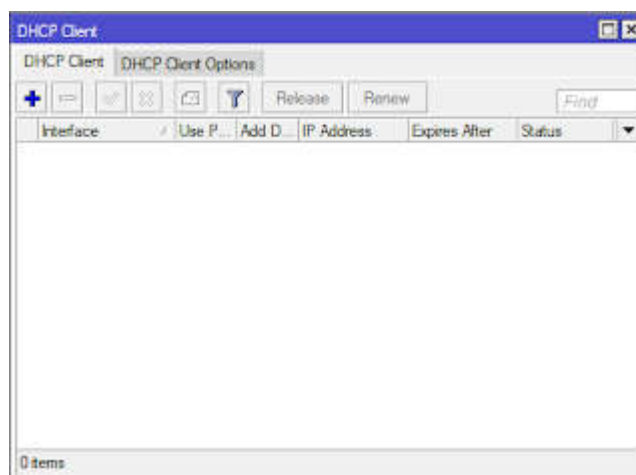 DHCP Client
DHCP Client DHCP Client Options
Release Renew Find
Interface Use P... Add D... IP Address Expires After Status
0 items